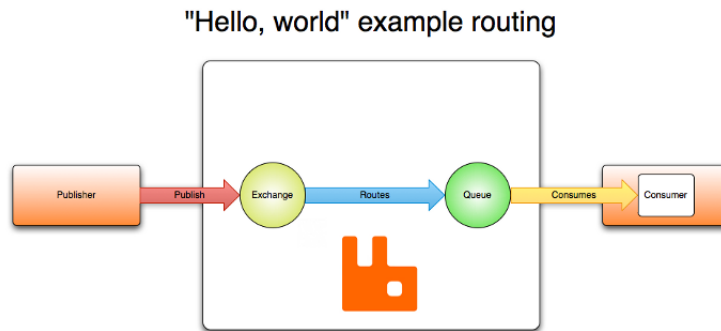 "Hello, world" example routing
Publisher
Publish
Exchange
Routes
Queue
Consumes
Consumer